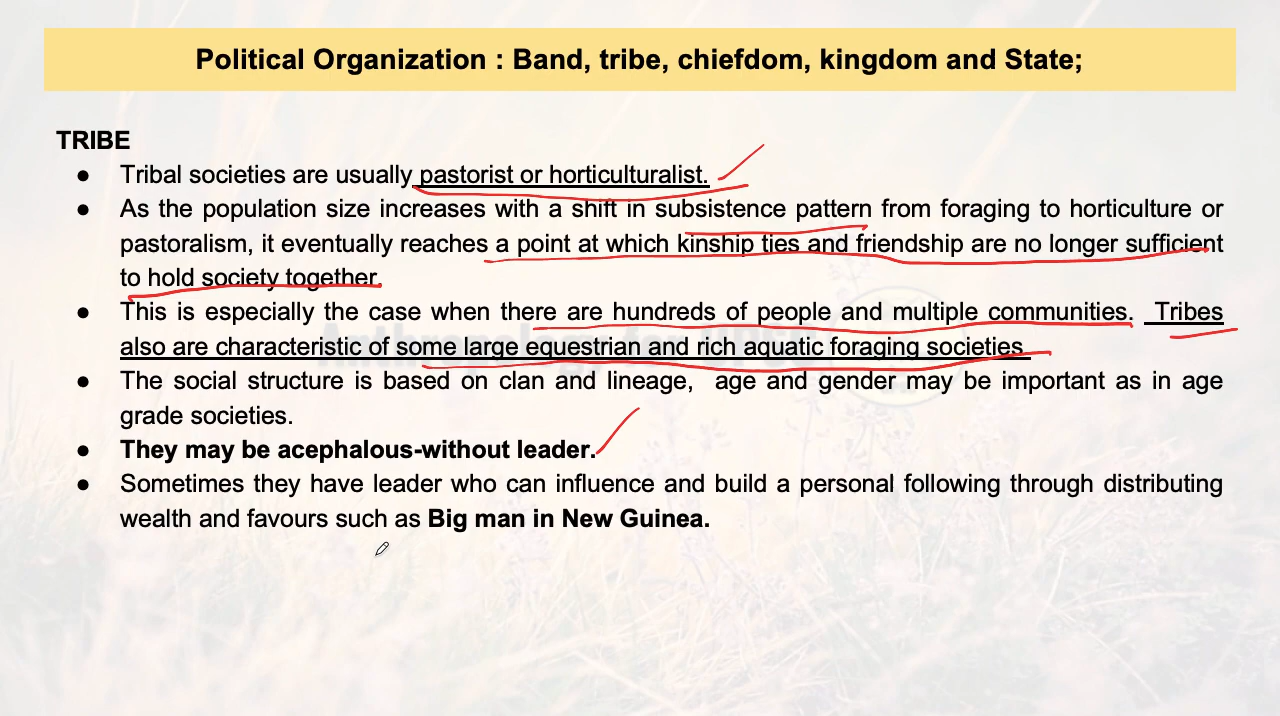 Political Organization : Band, tribe, chiefdom, kingdom and State;
TRIBE
● Tribal societies are usually pastorist or horticulturalist.
● As the population size increases with a shift in subsistence pattern from foraging to horticulture or
pastoralism, it eventually reaches a point at which kinship ties and friendship are no longer sufficient
to hold society together.
● This is especially the case when there are hundreds of people and multiple communities. Tribes
also are characteristic of some large equestrian and rich aquatic foraging societies.
● The social structure is based on clan and lineage, age and gender may be important as in age
grade societies.
● They may be acephalous-without leader.
● Sometimes they have leader who can influence and build a personal following through distributing
wealth and favours such as Big man in New Guinea.